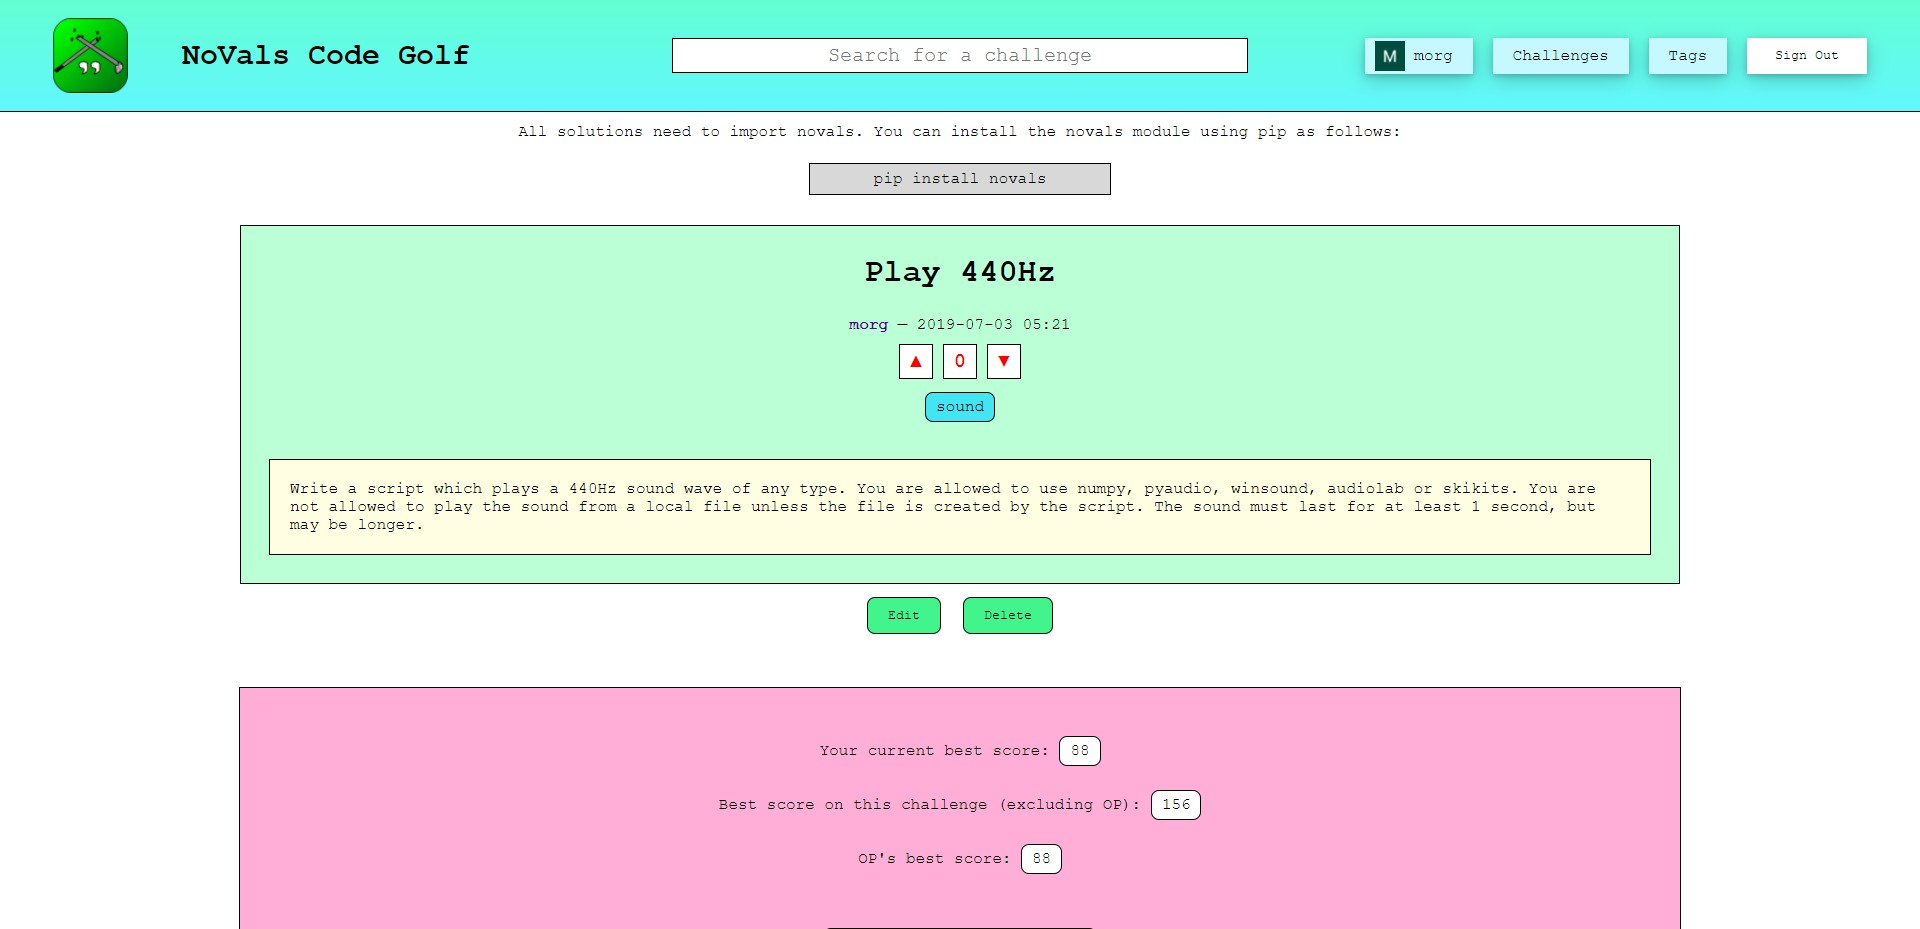 NoVals Code Golf
Search for a challenge
M morg
Challenges
Tags
Sign Out
All solutions need to import novals. You can install the novals module using pip as follows:
pip install novals
Play 440Hz
morg — 2019-07-03 05:21
▲ 0 ▼
sound
Write a script which plays a 440Hz sound wave of any type. You are allowed to use numpy, pyaudio, winsound, audiolab or skikits. You are
not allowed to play the sound from a local file unless the file is created by the script. The sound must last for at least 1 second, but
may be longer.
Edit
Delete
Your current best score: 88
Best score on this challenge (excluding OP): 156
OP's best score: 88